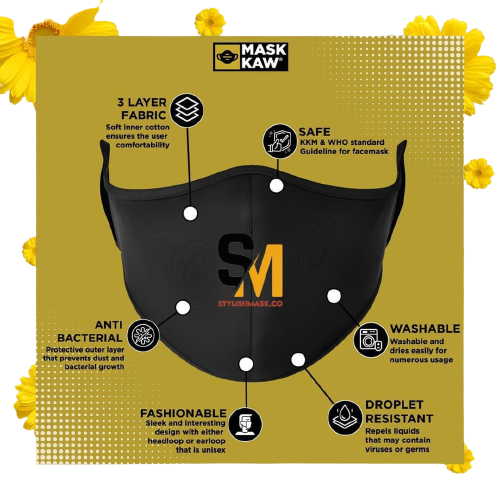 MASK
KAW®
3 LAYER
FABRIC
Soft inner cotton
ensures the user
comfortability
SAFE
KKM & WHO standard
Guideline for facemask
SM
STYLISHMASK.CO
ANTI
BACTERIAL
Protective outer layer
that prevents dust and
bacterial growth
WASHABLE
Washable and
dries easily for
numerous usage
FASHIONABLE
Sleek and interesting
design with either
headloop or earloop
that is unisex
DROPLET
RESISTANT
Repels liquids
that may contain
viruses or germs